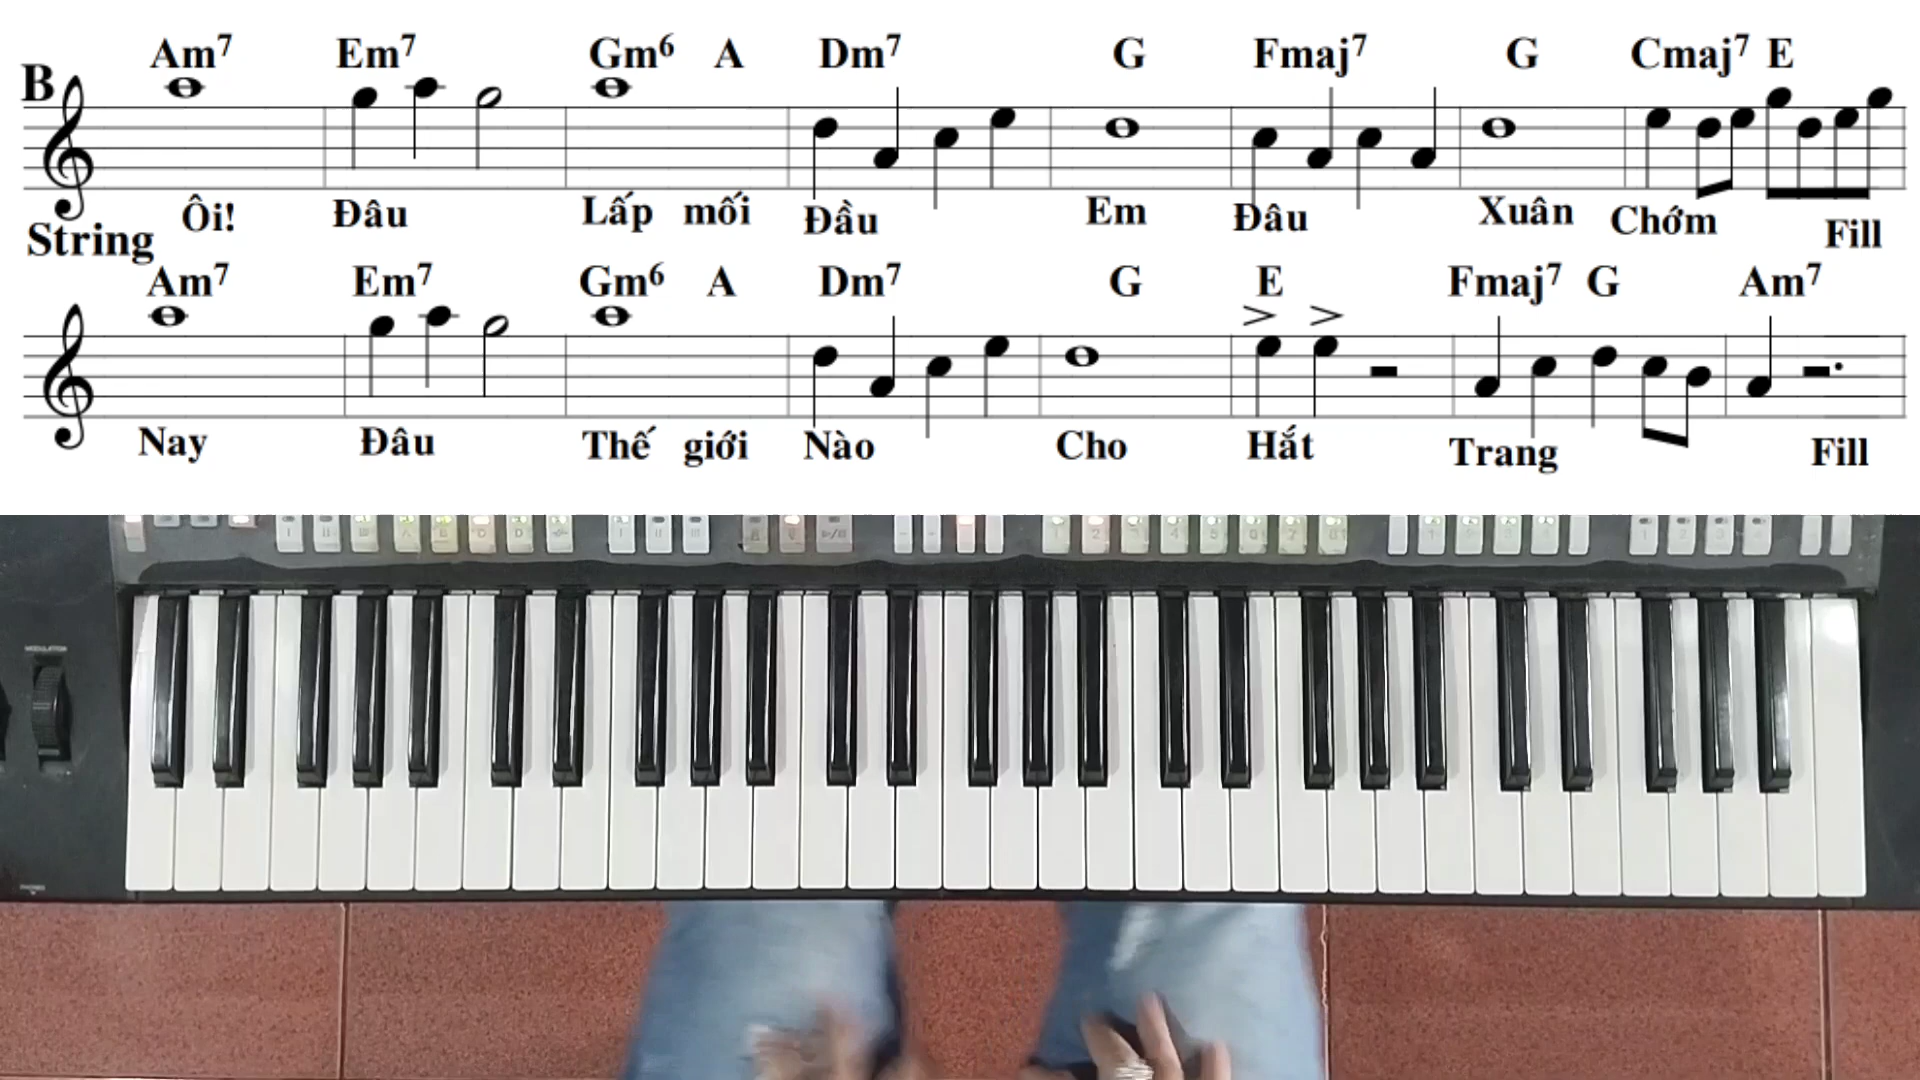 B Am7 Em7 Gm6 A Dm7 G Fmaj7 G Cmaj7 E
Ôi! Đâu Lấp mối Đầu Em Đâu Xuân Chớm Fill
String
Am7 Em7 Gm6 A Dm7 G E Fmaj7 G Am7
Nay Đâu Thế giới Nào Cho Hắt Trang Fill